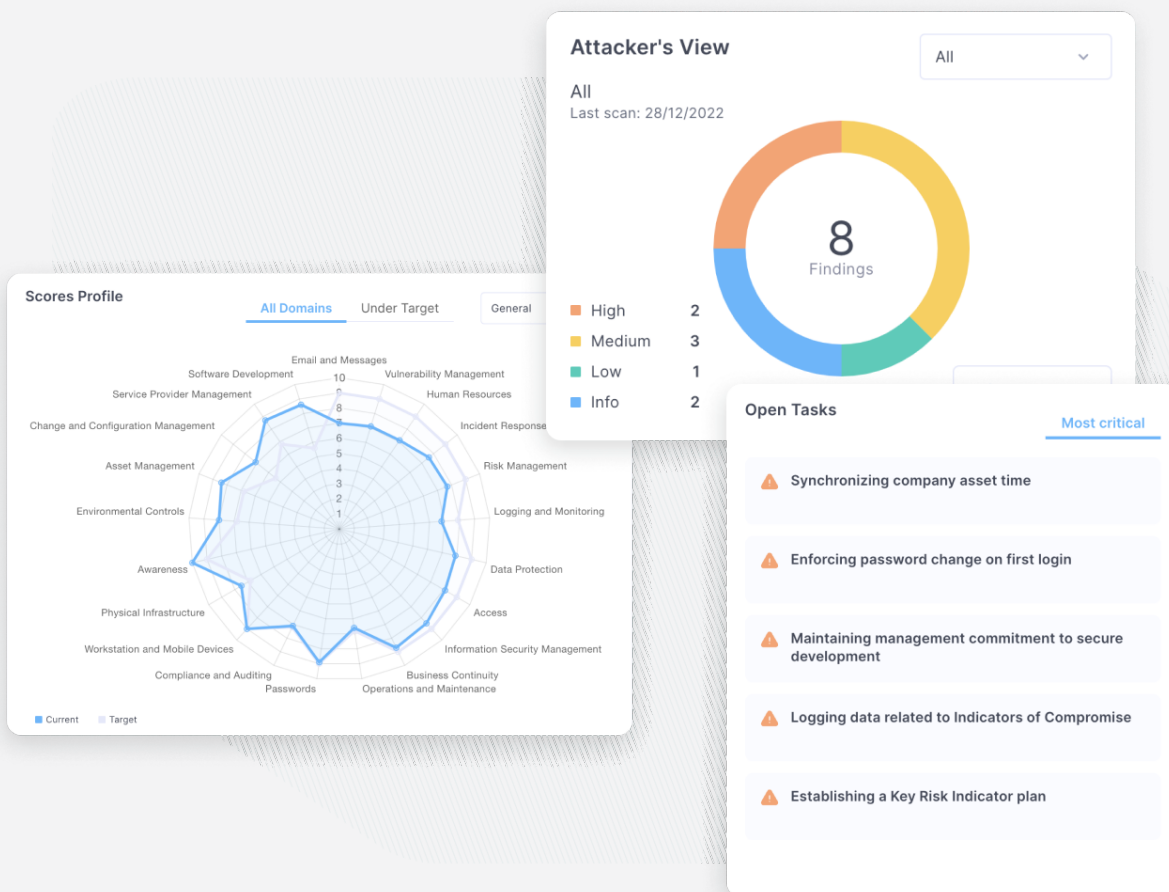 Attacker's View
All
All
Last scan: 28/12/2022
8
Findings
High 2
Medium 3
Low 1
Info 2
Scores Profile
All Domains
Under Target
General
Email and Messages
Vulnerability Management
Human Resources
Incident Response
Risk Management
Logging and Monitoring
Data Protection
Access
Information Security Management
Business Continuity
Operations and Maintenance
Passwords
Compliance and Auditing
Workstation and Mobile Devices
Physical Infrastructure
Awareness
Environmental Controls
Asset Management
Change and Configuration Management
Service Provider Management
Software Development
10
9
8
7
6
5
4
3
2
1
Current
Target
Open Tasks
Most critical
Synchronizing company asset time
Enforcing password change on first login
Maintaining management commitment to secure
development
Logging data related to Indicators of Compromise
Establishing a Key Risk Indicator plan